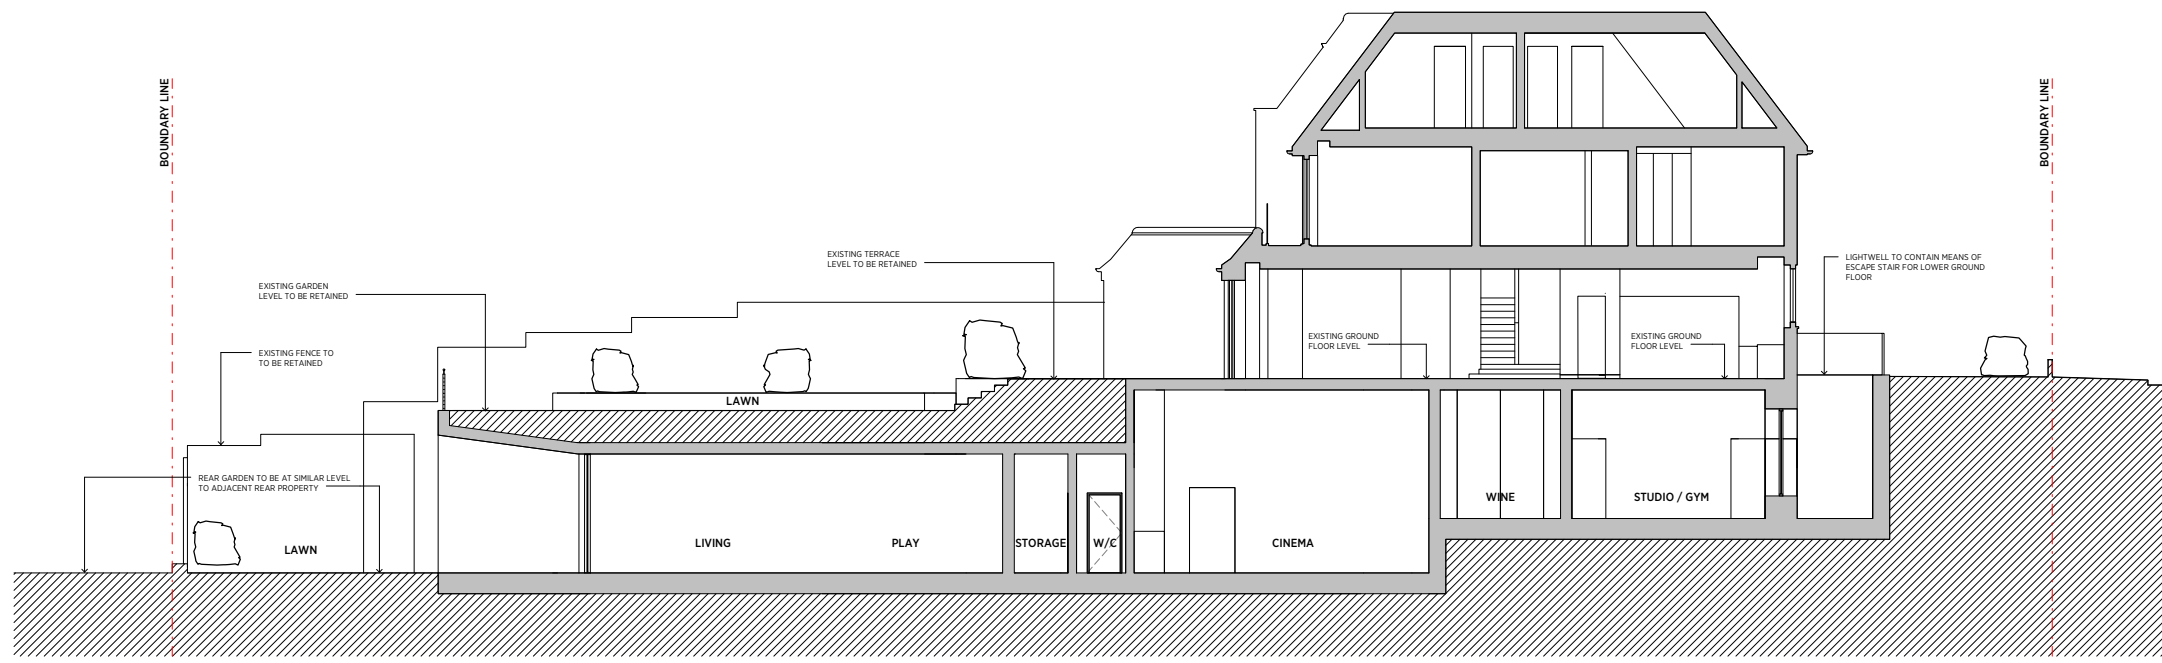 BOUNDARY LINE
BOUNDARY LINE
EXISTING TERRACE
LEVEL TO BE RETAINED
LIGHTWELL TO CONTAIN MEANS OF
ESCAPE STAIR FOR LOWER GROUND
FLOOR
EXISTING GARDEN
LEVEL TO BE RETAINED
EXISTING FENCE TO
TO BE RETAINED
EXISTING GROUND
FLOOR LEVEL
EXISTING GROUND
FLOOR LEVEL
LAWN
REAR GARDEN TO BE AT SIMILAR LEVEL
TO ADJACENT REAR PROPERTY
WINE
STUDIO / GYM
LAWN
LIVING
PLAY
STORAGE
W/C
CINEMA